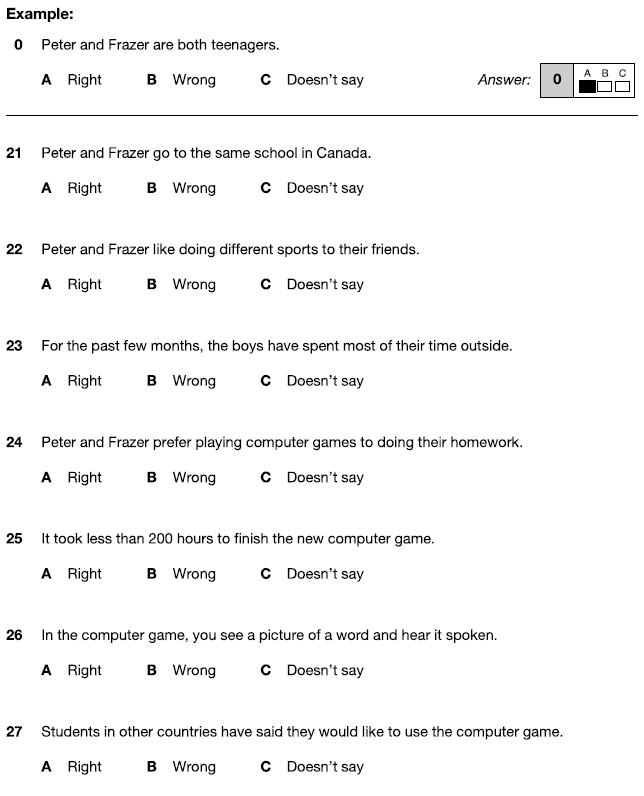 Example:
0 Peter and Frazer are both teenagers.
A Right B Wrong C Doesn't say Answer: 0 A B C
21 Peter and Frazer go to the same school in Canada.
A Right B Wrong C Doesn't say
22 Peter and Frazer like doing different sports to their friends.
A Right B Wrong C Doesn't say
23 For the past few months, the boys have spent most of their time outside.
A Right B Wrong C Doesn't say
24 Peter and Frazer prefer playing computer games to doing their homework.
A Right B Wrong C Doesn't say
25 It took less than 200 hours to finish the new computer game.
A Right B Wrong C Doesn't say
26 In the computer game, you see a picture of a word and hear it spoken.
A Right B Wrong C Doesn't say
27 Students in other countries have said they would like to use the computer game.
A Right B Wrong C Doesn't say